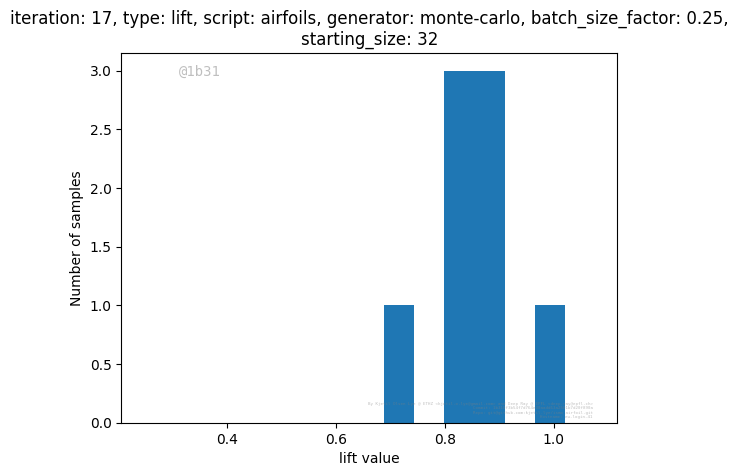 iteration: 17, type: lift, script: airfoils, generator: monte-carlo, batch_size_factor: 0.25,
starting_size: 32
@1b31
3.0
2.5
2.0
1.5
1.0
0.5
0.0
Number of samples
0.4 0.6 0.8 1.0
lift value